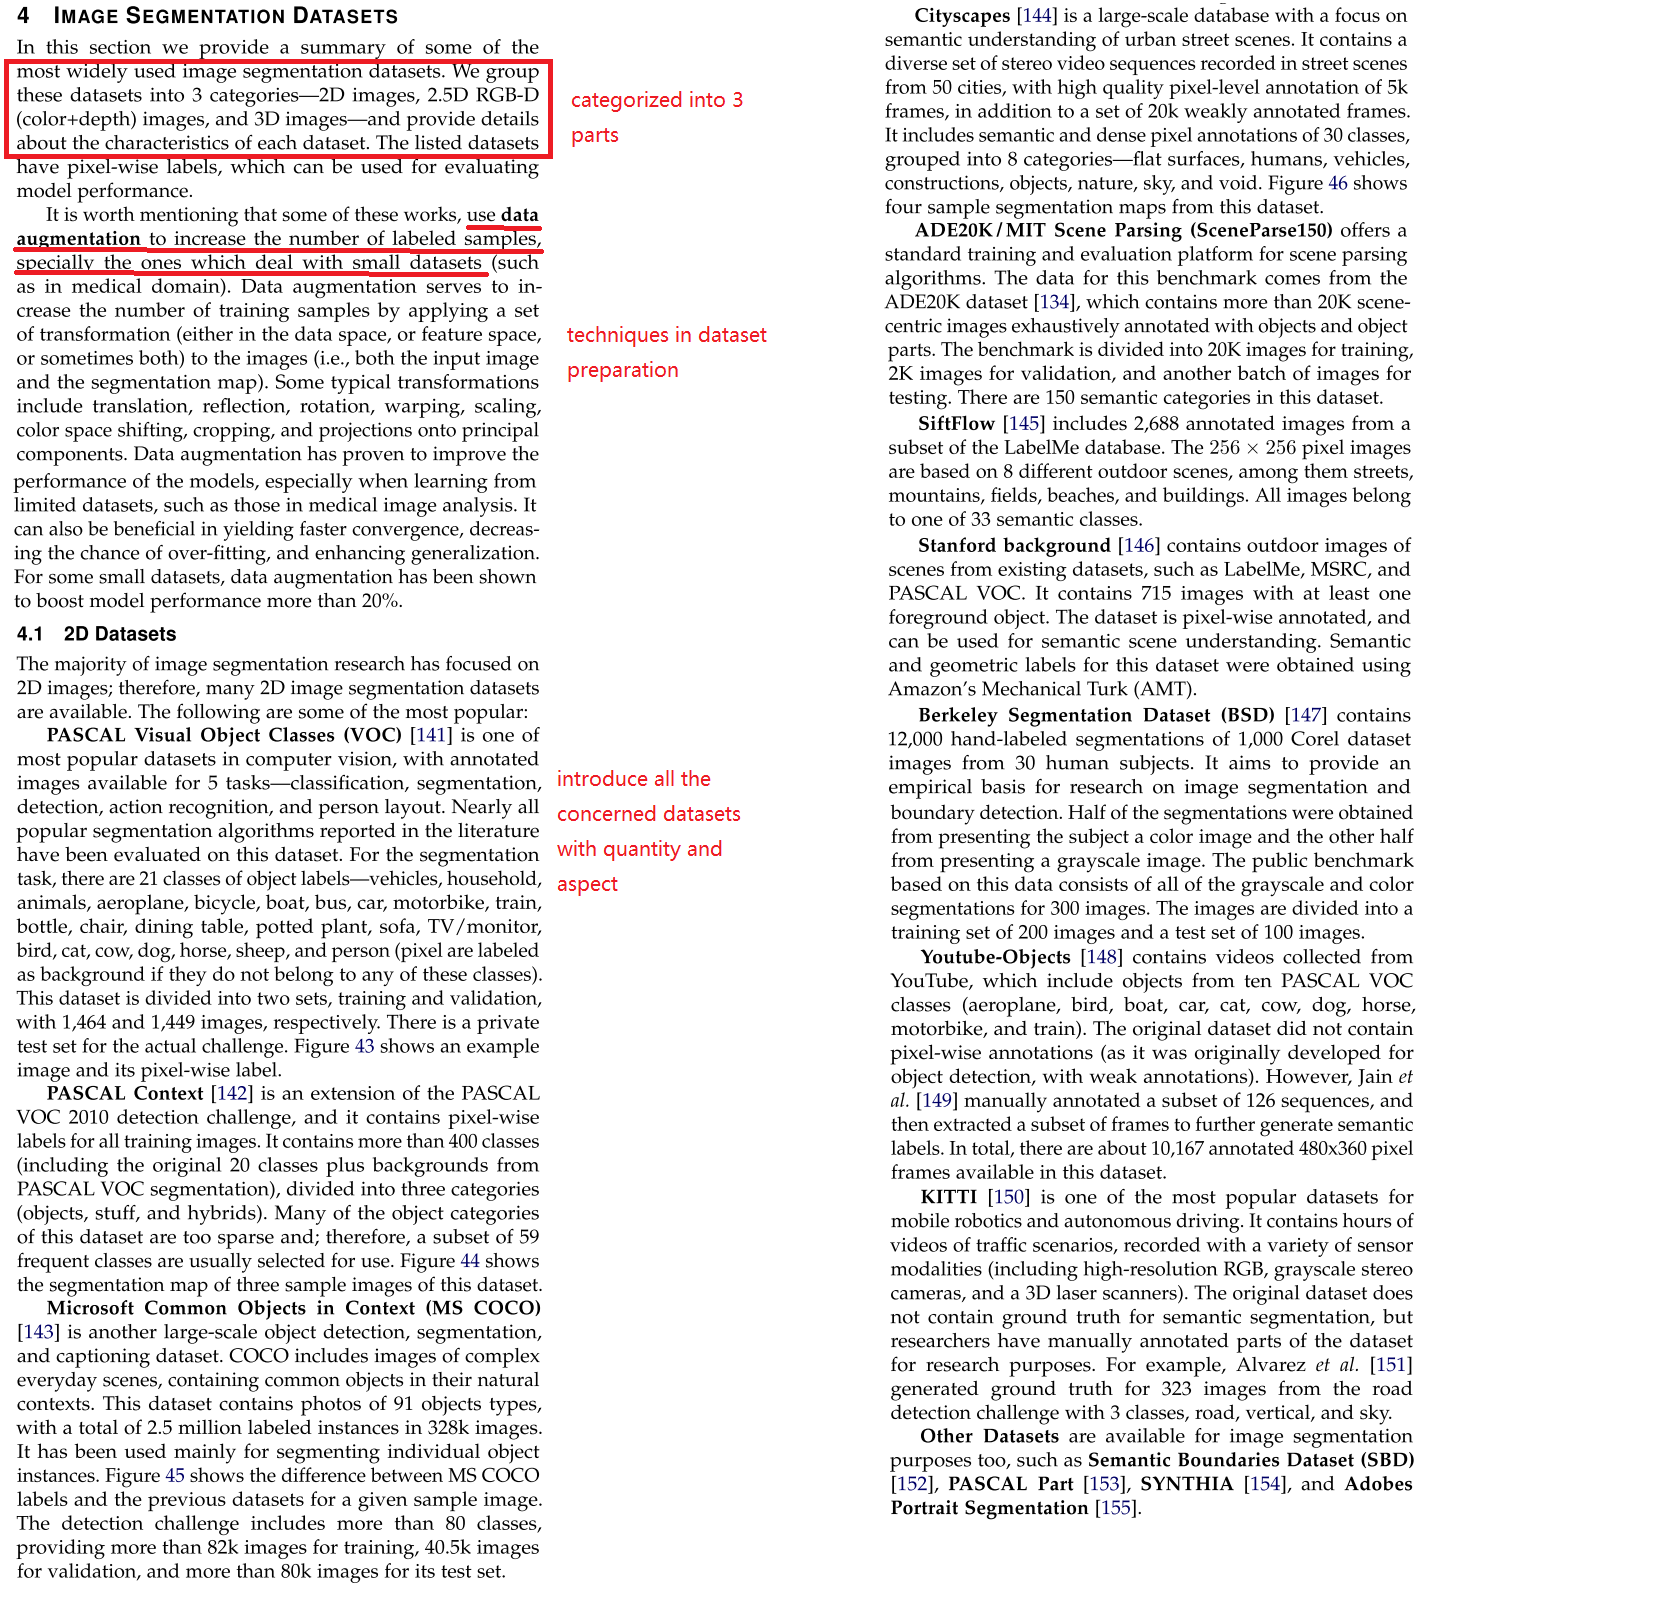 4 IMAGE SEGMENTATION DATASETS
In this section we provide a summary of some of the
most widely used image segmentation datasets. We group
these datasets into 3 categories—2D images, 2.5D RGB-D
(color+depth) images, and 3D images—and provide details
about the characteristics of each dataset. The listed datasets
have pixel-wise labels, which can be used for evaluating
model performance.
It is worth mentioning that some of these works, use data
augmentation to increase the number of labeled samples,
specially the ones which deal with small datasets (such
as in medical domain). Data augmentation serves to in-
crease the number of training samples by applying a set
of transformation (either in the data space, or feature space,
or sometimes both) to the images (i.e., both the input image
and the segmentation map). Some typical transformations
include translation, reflection, rotation, warping, scaling,
color space shifting, cropping, and projections onto principal
components. Data augmentation has proven to improve the
performance of the models, especially when learning from
limited datasets, such as those in medical image analysis. It
can also be beneficial in yielding faster convergence, decreas-
ing the chance of over-fitting, and enhancing generalization.
For some small datasets, data augmentation has been shown
to boost model performance more than 20%.
4.1 2D Datasets
The majority of image segmentation research has focused on
2D images; therefore, many 2D image segmentation datasets
are available. The following are some of the most popular:
PASCAL Visual Object Classes (VOC) [141] is one of
most popular datasets in computer vision, with annotated
images available for 5 tasks—classification, segmentation,
detection, action recognition, and person layout. Nearly all
popular segmentation algorithms reported in the literature
have been evaluated on this dataset. For the segmentation
task, there are 21 classes of object labels—vehicles, household,
animals, aeroplane, bicycle, boat, bus, car, motorbike, train,
bottle, chair, dining table, potted plant, sofa, TV/monitor,
bird, cat, cow, dog, horse, sheep, and person (pixel are labeled
as background if they do not belong to any of these classes).
This dataset is divided into two sets, training and validation,
with 1,464 and 1,449 images, respectively. There is a private
test set for the actual challenge. Figure 43 shows an example
image and its pixel-wise label.
PASCAL Context [142] is an extension of the PASCAL
VOC 2010 detection challenge, and it contains pixel-wise
labels for all training images. It contains more than 400 classes
(including the original 20 classes plus backgrounds from
PASCAL VOC segmentation), divided into three categories
(objects, stuff, and hybrids). Many of the object categories
of this dataset are too sparse and; therefore, a subset of 59
frequent classes are usually selected for use. Figure 44 shows
the segmentation map of three sample images of this dataset.
Microsoft Common Objects in Context (MS COCO)
[143] is another large-scale object detection, segmentation,
and captioning dataset. COCO includes images of complex
everyday scenes, containing common objects in their natural
contexts. This dataset contains photos of 91 objects types,
with a total of 2.5 million labeled instances in 328k images.
It has been used mainly for segmenting individual object
instances. Figure 45 shows the difference between MS COCO
labels and the previous datasets for a given sample image.
The detection challenge includes more than 80 classes,
providing more than 82k images for training, 40.5k images
for validation, and more than 80k images for its test set.
categorized into 3
parts
techniques in dataset
preparation
introduce all the
concerned datasets
with quantity and
aspect
Cityscapes [144] is a large-scale database with a focus on
semantic understanding of urban street scenes. It contains a
diverse set of stereo video sequences recorded in street scenes
from 50 cities, with high quality pixel-level annotation of 5k
frames, in addition to a set of 20k weakly annotated frames.
It includes semantic and dense pixel annotations of 30 classes,
grouped into 8 categories—flat surfaces, humans, vehicles,
constructions, objects, nature, sky, and void. Figure 46 shows
four sample segmentation maps from this dataset.
ADE20K/MIT Scene Parsing (SceneParse150) offers a
standard training and evaluation platform for scene parsing
algorithms. The data for this benchmark comes from the
ADE20K dataset [134], which contains more than 20K scene-
centric images exhaustively annotated with objects and object
parts. The benchmark is divided into 20K images for training,
2K images for validation, and another batch of images for
testing. There are 150 semantic categories in this dataset.
SiftFlow [145] includes 2,688 annotated images from a
subset of the LabelMe database. The 256 × 256 pixel images
are based on 8 different outdoor scenes, among them streets,
mountains, fields, beaches, and buildings. All images belong
to one of 33 semantic classes.
Stanford background [146] contains outdoor images of
scenes from existing datasets, such as LabelMe, MSRC, and
PASCAL VOC. It contains 715 images with at least one
foreground object. The dataset is pixel-wise annotated, and
can be used for semantic scene understanding. Semantic
and geometric labels for this dataset were obtained using
Amazon's Mechanical Turk (AMT).
Berkeley Segmentation Dataset (BSD) [147] contains
12,000 hand-labeled segmentations of 1,000 Corel dataset
images from 30 human subjects. It aims to provide an
empirical basis for research on image segmentation and
boundary detection. Half of the segmentations were obtained
from presenting the subject a color image and the other half
from presenting a grayscale image. The public benchmark
based on this data consists of all of the grayscale and color
segmentations for 300 images. The images are divided into a
training set of 200 images and a test set of 100 images.
Youtube-Objects [148] contains videos collected from
YouTube, which include objects from ten PASCAL VOC
classes (aeroplane, bird, boat, car, cat, cow, dog, horse,
motorbike, and train). The original dataset did not contain
pixel-wise annotations (as it was originally developed for
object detection, with weak annotations). However, Jain et
al. [149] manually annotated a subset of 126 sequences, and
then extracted a subset of frames to further generate semantic
labels. In total, there are about 10,167 annotated 480x360 pixel
frames available in this dataset.
KITTI [150] is one of the most popular datasets for
mobile robotics and autonomous driving. It contains hours of
videos of traffic scenarios, recorded with a variety of sensor
modalities (including high-resolution RGB, grayscale stereo
cameras, and a 3D laser scanners). The original dataset does
not contain ground truth for semantic segmentation, but
researchers have manually annotated parts of the dataset
for research purposes. For example, Alvarez et al. [151]
generated ground truth for 323 images from the road
detection challenge with 3 classes, road, vertical, and sky.
Other Datasets are available for image segmentation
purposes too, such as Semantic Boundaries Dataset (SBD)
[152], PASCAL Part [153], SYNTHIA [154], and Adobes
Portrait Segmentation [155].